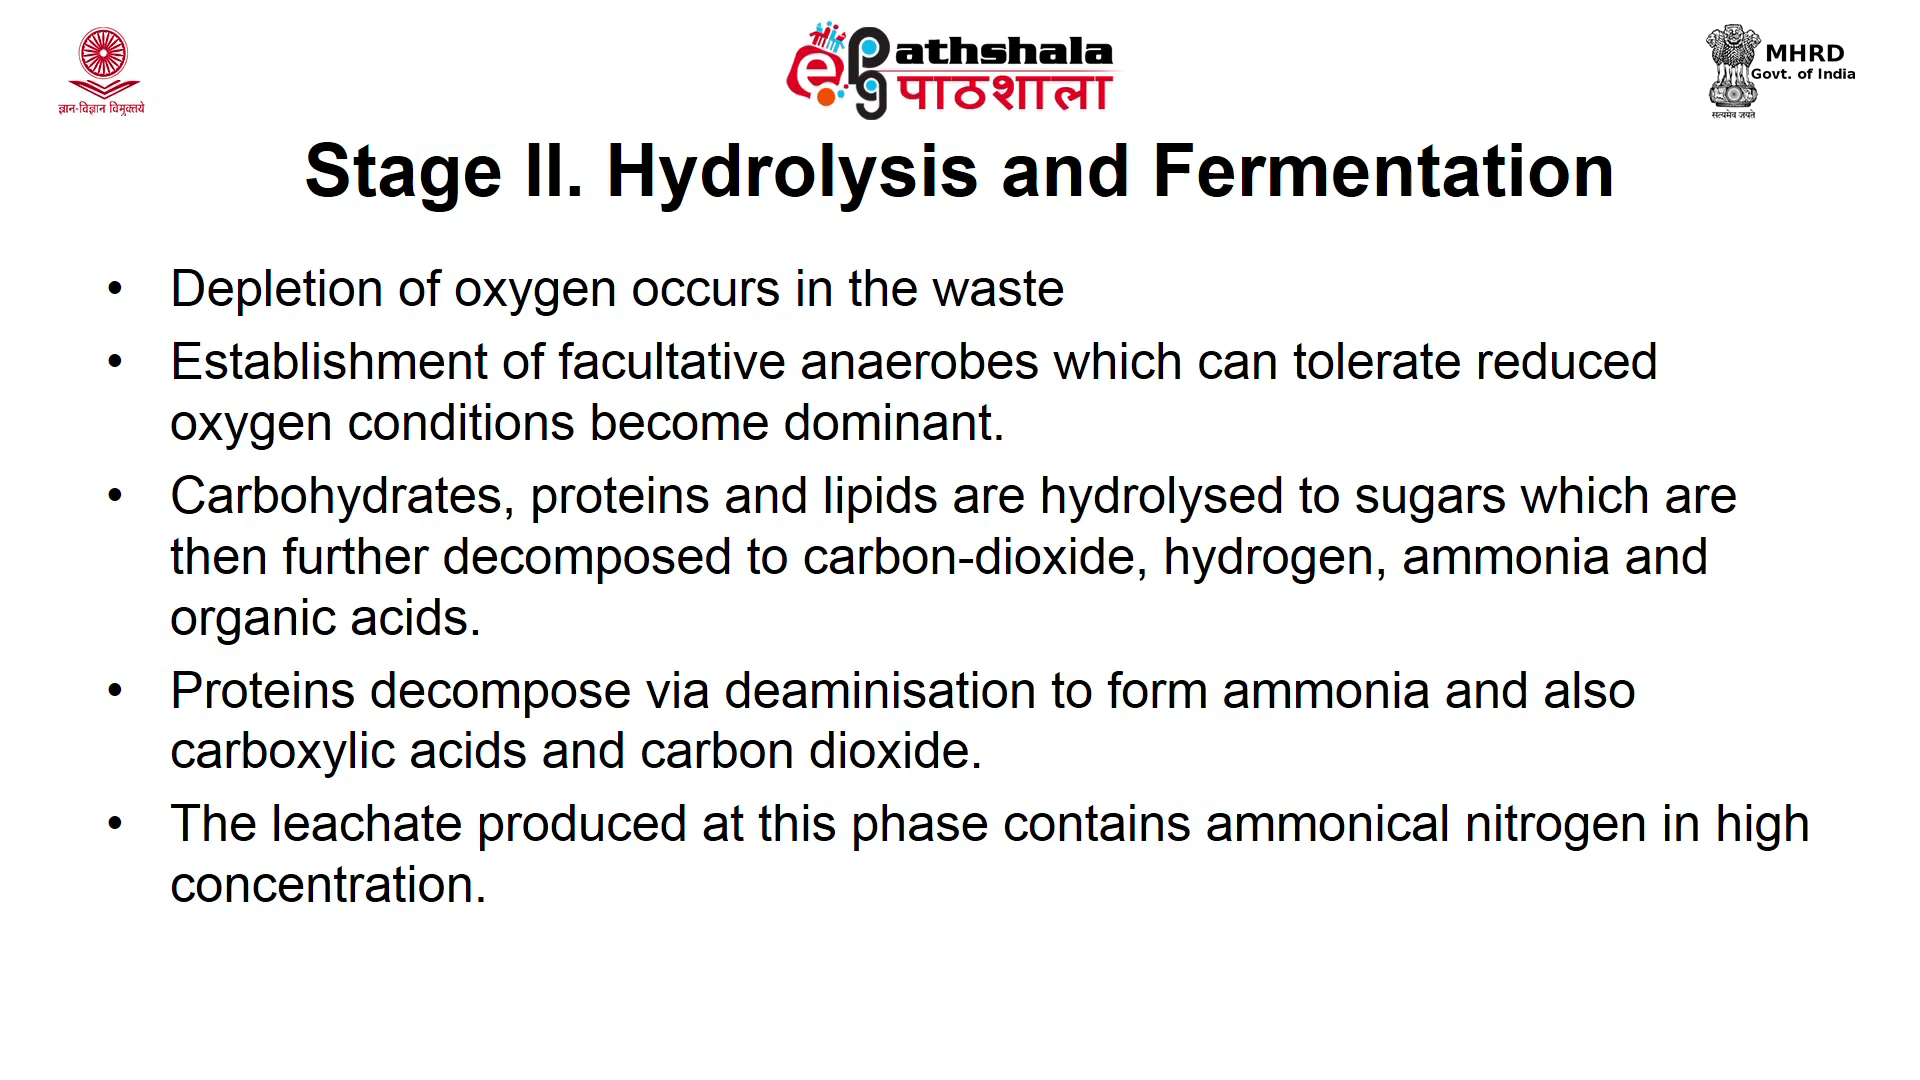 ज्ञान-विज्ञान विमुक्तये
ePgathshala
पाठशाला
MHRD
Govt. of India
सत्यमेव जयते
Stage II. Hydrolysis and Fermentation
• Depletion of oxygen occurs in the waste
• Establishment of facultative anaerobes which can tolerate reduced
oxygen conditions become dominant.
• Carbohydrates, proteins and lipids are hydrolysed to sugars which are
then further decomposed to carbon-dioxide, hydrogen, ammonia and
organic acids.
• Proteins decompose via deaminisation to form ammonia and also
carboxylic acids and carbon dioxide.
• The leachate produced at this phase contains ammonical nitrogen in high
concentration.